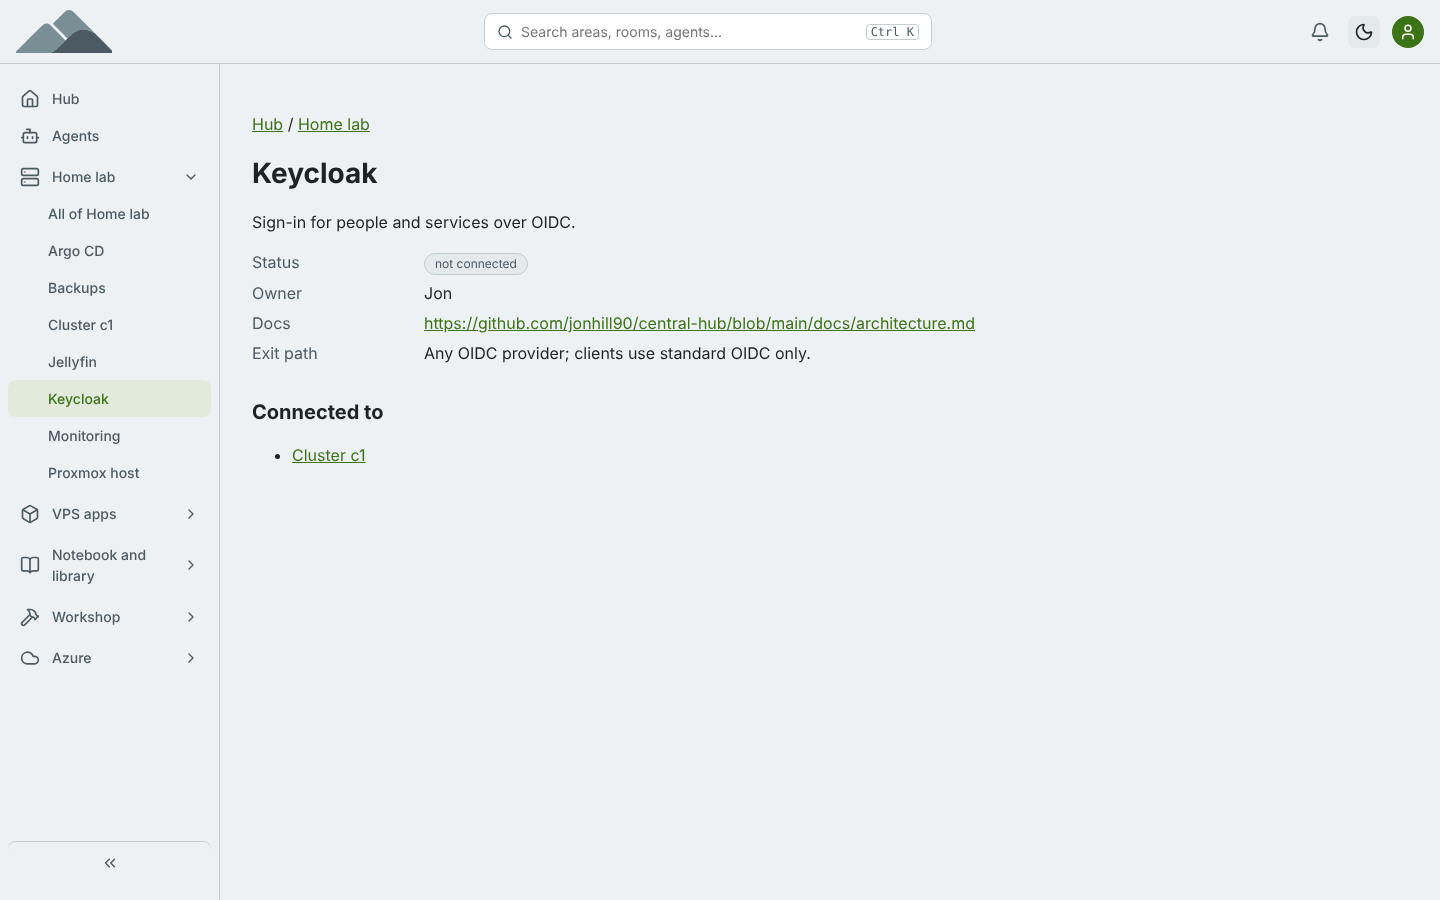 Search areas, rooms, agents...
Ctrl K
Hub
Agents
Home lab
All of Home lab
Argo CD
Backups
Cluster c1
Jellyfin
Keycloak
Monitoring
Proxmox host
VPS apps
Notebook and
library
Workshop
Azure
Hub / Home lab
Keycloak
Sign-in for people and services over OIDC.
Status not connected
Owner Jon
Docs https://github.com/jonhill90/central-hub/blob/main/docs/architecture.md
Exit path Any OIDC provider; clients use standard OIDC only.
Connected to
Cluster c1